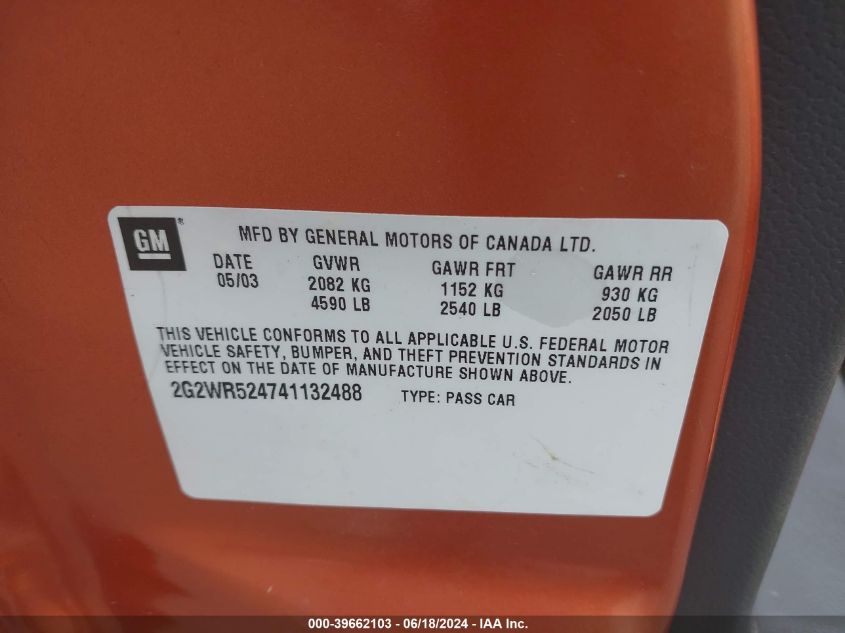 GM®
MFD BY GENERAL MOTORS OF CANADA LTD.
DATE GVWR GAWR FRT GAWR RR
05/03 2082 KG 1152 KG 930 KG
4590 LB 2540 LB 2050 LB
THIS VEHICLE CONFORMS TO ALL APPLICABLE U.S. FEDERAL MOTOR
VEHICLE SAFETY, BUMPER, AND THEFT PREVENTION STANDARDS IN
EFFECT ON THE DATE OF MANUFACTURE SHOWN ABOVE.
2G2WR524741132488 TYPE: PASS CAR
000-39662103 - 06/18/2024 - IAA Inc.